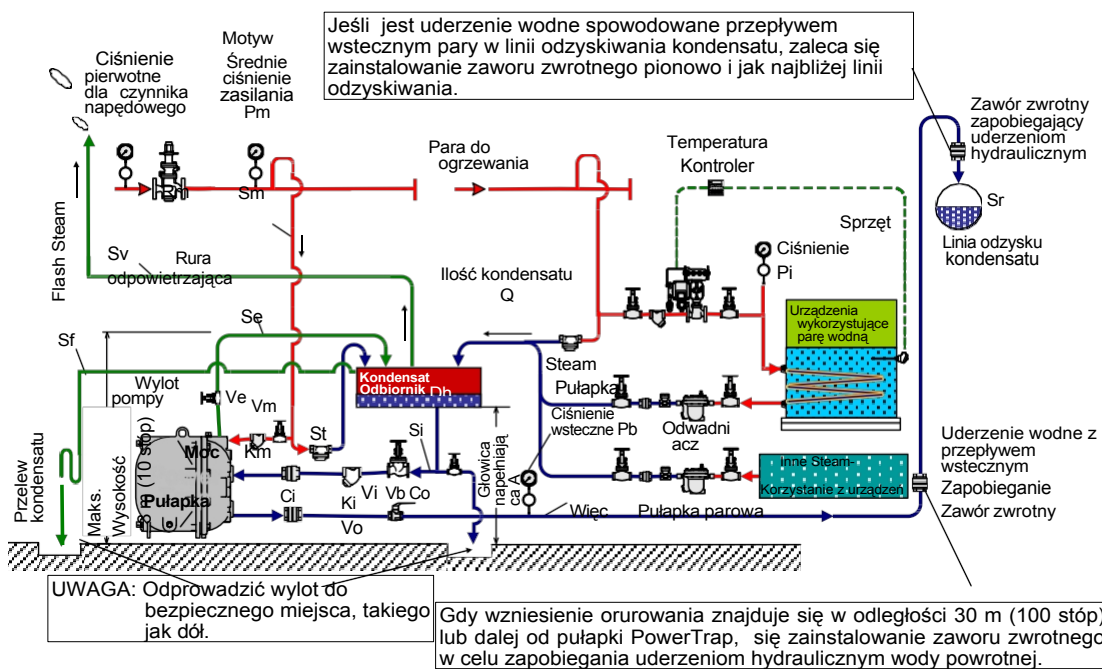 Jeśli jest uderzenie wodne spowodowane przepływem
wstecznym pary w linii odzyskiwania kondensatu, zaleca się
zainstalowanie zaworu zwrotnego pionowo i jak najbliżej linii
odzyskiwania.
Ciśnienie
pierwotne
dla czynnika
napędowego
Motyw
Średnie
ciśnienie
zasilania
Pm
Sm
Para do
ogrzewania
Temperatura
Kontroler
Zawór zwrotny
zapobiegający
uderzeniom
hydraulicznym
Sr
Linia odzysku
kondensatu
Sprzęt
Ciśnienie
Pi
Flash Steam
Sv
Rura
odpowietrzająca
Ilość kondensatu
Q
Urządzenia
wykorzystujące
parę wodną
Se
Sf
Steam
Pułapka
Kondensat
Odbiornik Dh
Wylot
pompy
Ve
Vm
Km
St
Si
Ciśnienie
wsteczne Pb
Odwadni
acz
Głowica
napełniają
ca A
Przelew
kondensatu
Maks.
Wysokość
S (10 stóp)
Moc
Pułapka
Ci
Ki
Vi
Vb
Co
Vo
Więc
Pułapka parowa
Inne Steam-
Korzystanie z urządzeń
Uderzenie wodne z
przepływem
wstecznym
Zapobieganie
Zawór zwrotny
UWAGA: Odprowadzić wylot do
bezpiecznego miejsca, takiego
jak dół.
Gdy wzniesienie orurowania znajduje się w odległości 30 m (100 stóp)
lub dalej od pułapki PowerTrap, się zainstalowanie zaworu zwrotnego
w celu zapobiegania uderzeniom hydraulicznym wody powrotnej.